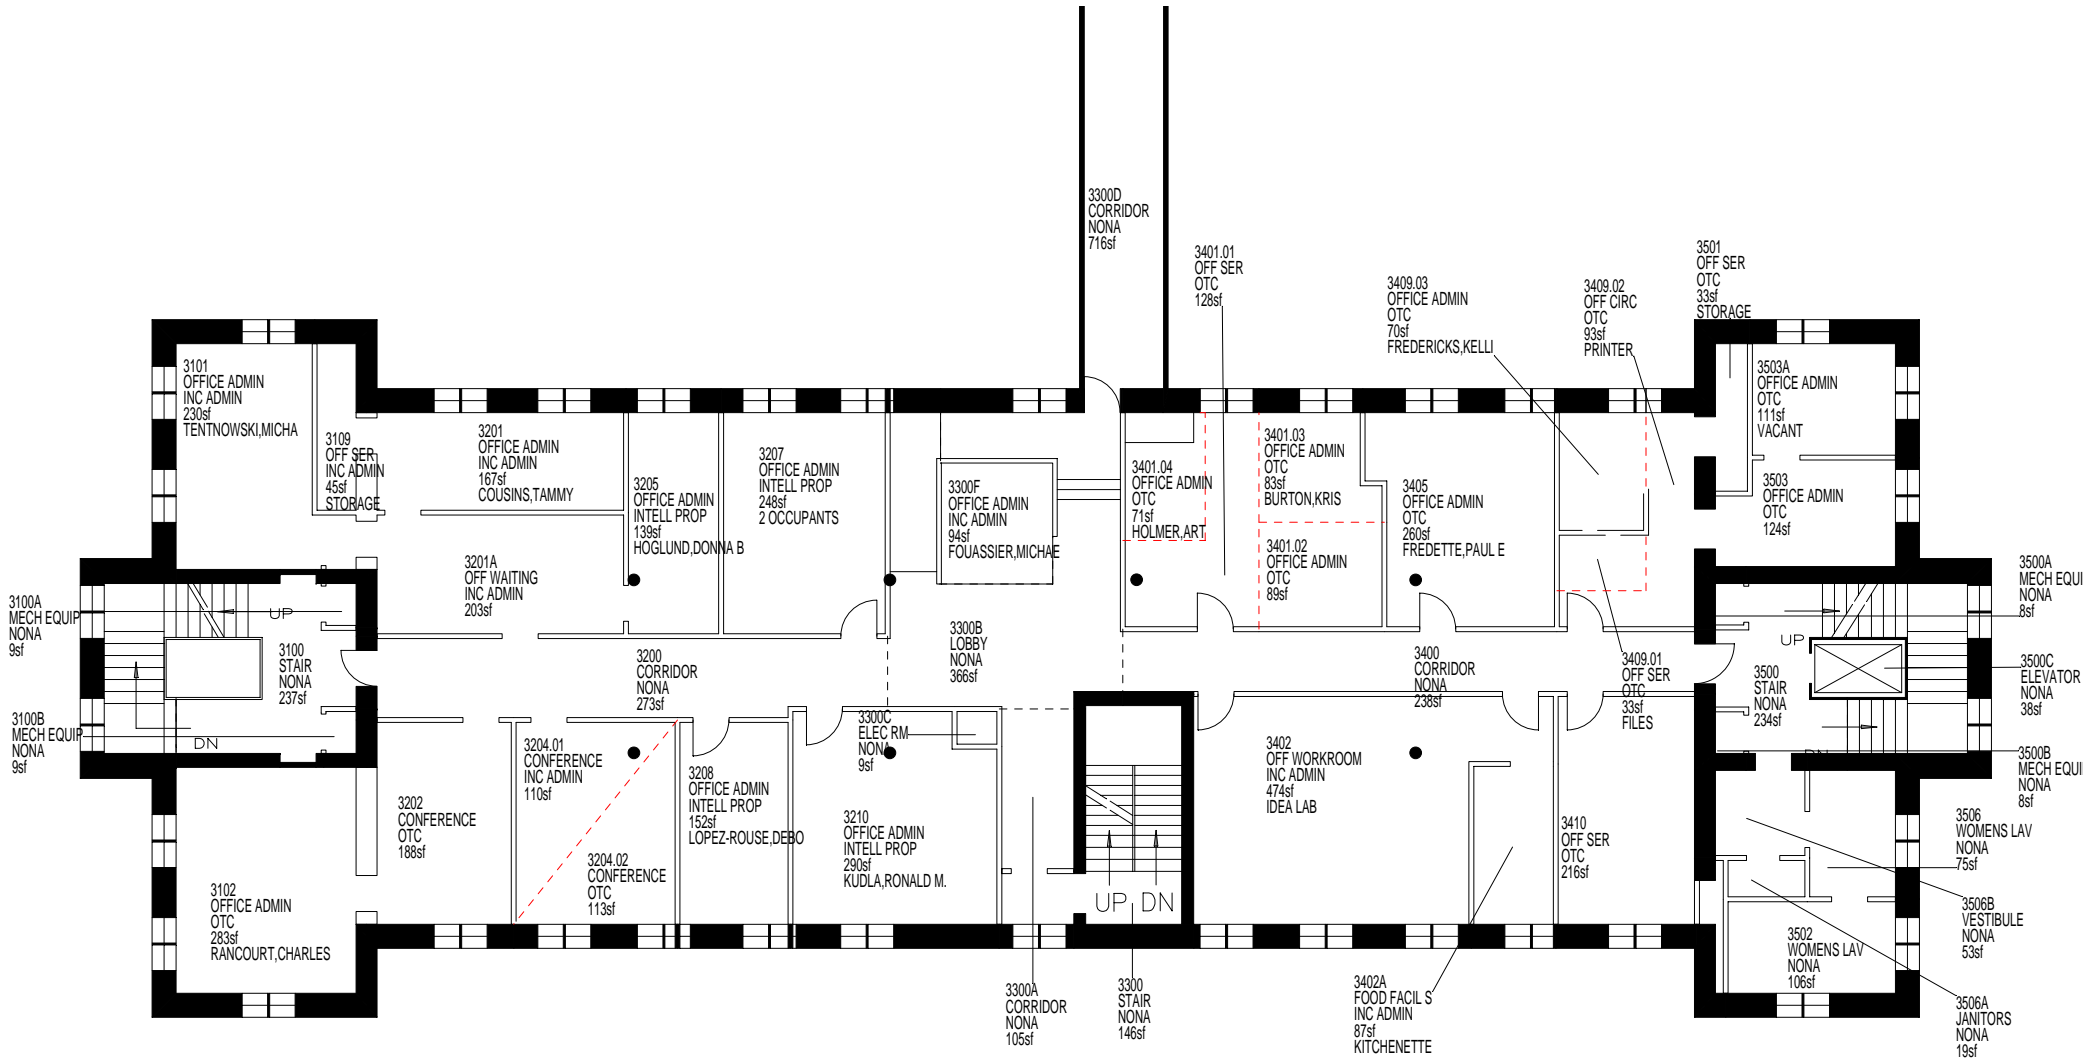 3300D
CORRIDOR
NONA
716sf
3401.01
OFF SER
OTC
128sf
3409.03
OFFICE ADMIN
OTC
70sf
FREDERICKS,KELLI
3409.02
OFF CIRC
OTC
93sf
PRINTER
3501
OFF SER
OTC
33sf
STORAGE
3101
OFFICE ADMIN
INC ADMIN
230sf
TENTNOWSKI,MICHA
3109
OFF SER
INC ADMIN
45sf
STORAGE
3201
OFFICE ADMIN
INC ADMIN
167sf
COUSINS,TAMMY
3205
OFFICE ADMIN
INTELL PROP
139sf
HOGLUND,DONNA B
3207
OFFICE ADMIN
INTELL PROP
248sf
2 OCCUPANTS
3300F
OFFICE ADMIN
INC ADMIN
94sf
FOUASSIER,MICHAE
3401.04
OFFICE ADMIN
OTC
71sf
HOLMER,ART
3401.03
OFFICE ADMIN
OTC
83sf
BURTON,KRIS
3401.02
OFFICE ADMIN
OTC
89sf
3405
OFFICE ADMIN
OTC
260sf
FREDETTE,PAUL E
3503A
OFFICE ADMIN
OTC
111sf
VACANT
3503
OFFICE ADMIN
OTC
124sf
3201A
OFF WAITING
INC ADMIN
203sf
3100A
MECH EQUIP
NONA
9sf
UP
3100
STAIR
NONA
237sf
3100B
MECH EQUIP
NONA
9sf
DN
3200
CORRIDOR
NONA
273sf
3300B
LOBBY
NONA
366sf
3400
CORRIDOR
NONA
238sf
3409.01
OFF SER
OTC
33sf
FILES
UP
3500
STAIR
NONA
234sf
DN
3500A
MECH EQUI
NONA
8sf
3500C
ELEVATOR
NONA
38sf
3500B
MECH EQUI
NONA
8sf
3202
CONFERENCE
OTC
188sf
3204.01
CONFERENCE
INC ADMIN
110sf
3204.02
CONFERENCE
OTC
113sf
3208
OFFICE ADMIN
INTELL PROP
152sf
LOPEZ-ROUSE,DEBO
3300C
ELEC RM
NONA
9sf
3210
OFFICE ADMIN
INTELL PROP
290sf
KUDLA,RONALD M.
UP DN
3402
OFF WORKROOM
INC ADMIN
474sf
IDEA LAB
3410
OFF SER
OTC
216sf
3102
OFFICE ADMIN
OTC
283sf
RANCOURT,CHARLES
3506
WOMENS LAV
NONA
75sf
3506B
VESTIBULE
NONA
53sf
3502
WOMENS LAV
NONA
106sf
3506A
JANITORS
NONA
19sf
3300A
CORRIDOR
NONA
105sf
3300
STAIR
NONA
146sf
3402A
FOOD FACIL S
INC ADMIN
87sf
KITCHENETTE